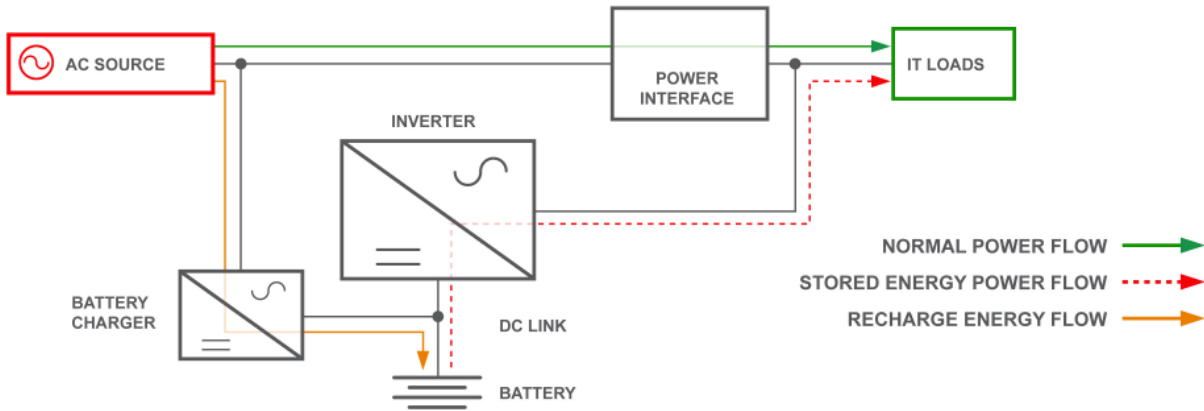 AC SOURCE
POWER
INTERFACE
IT LOADS
INVERTER
BATTERY
CHARGER
DC LINK
BATTERY
NORMAL POWER FLOW
STORED ENERGY POWER FLOW
RECHARGE ENERGY FLOW